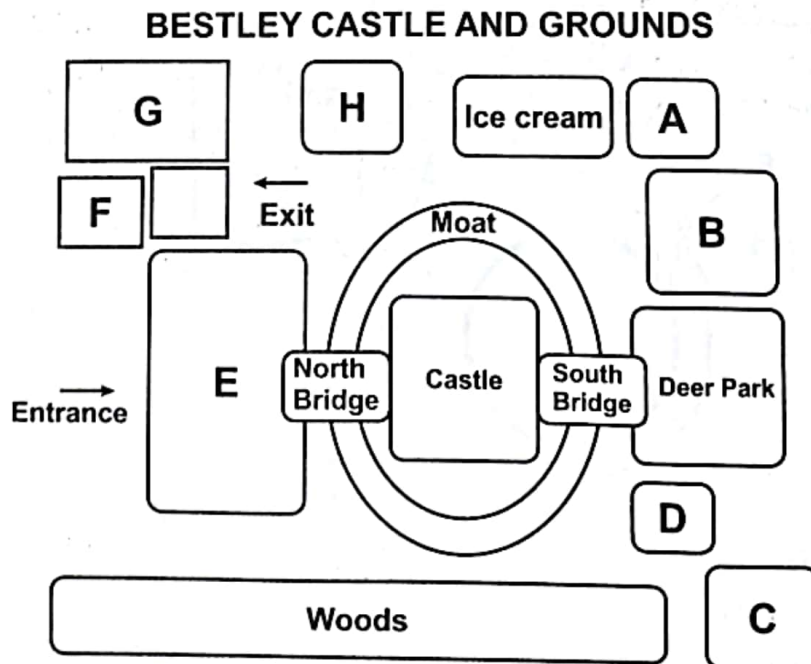 BESTLEY CASTLE AND GROUNDS
G
H
Ice cream
A
F
Exit
Moat
B
E
North
Bridge
Castle
South
Bridge
Deer Park
Entrance
D
Woods
C